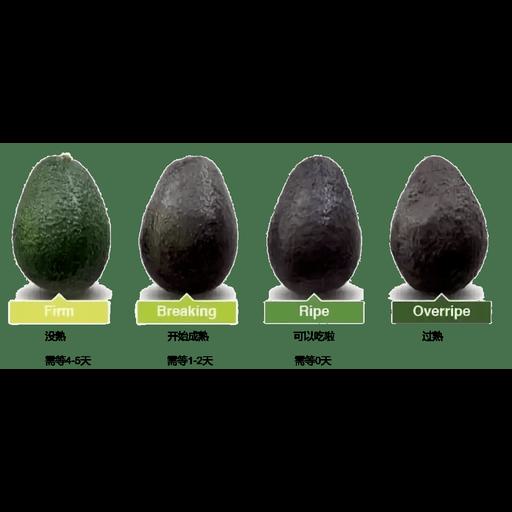 Firm
Breaking
Ripe
Overripe
没熟
开始成熟
可以吃啦
过熟
需等4-5天
需等1-2天
需等0天